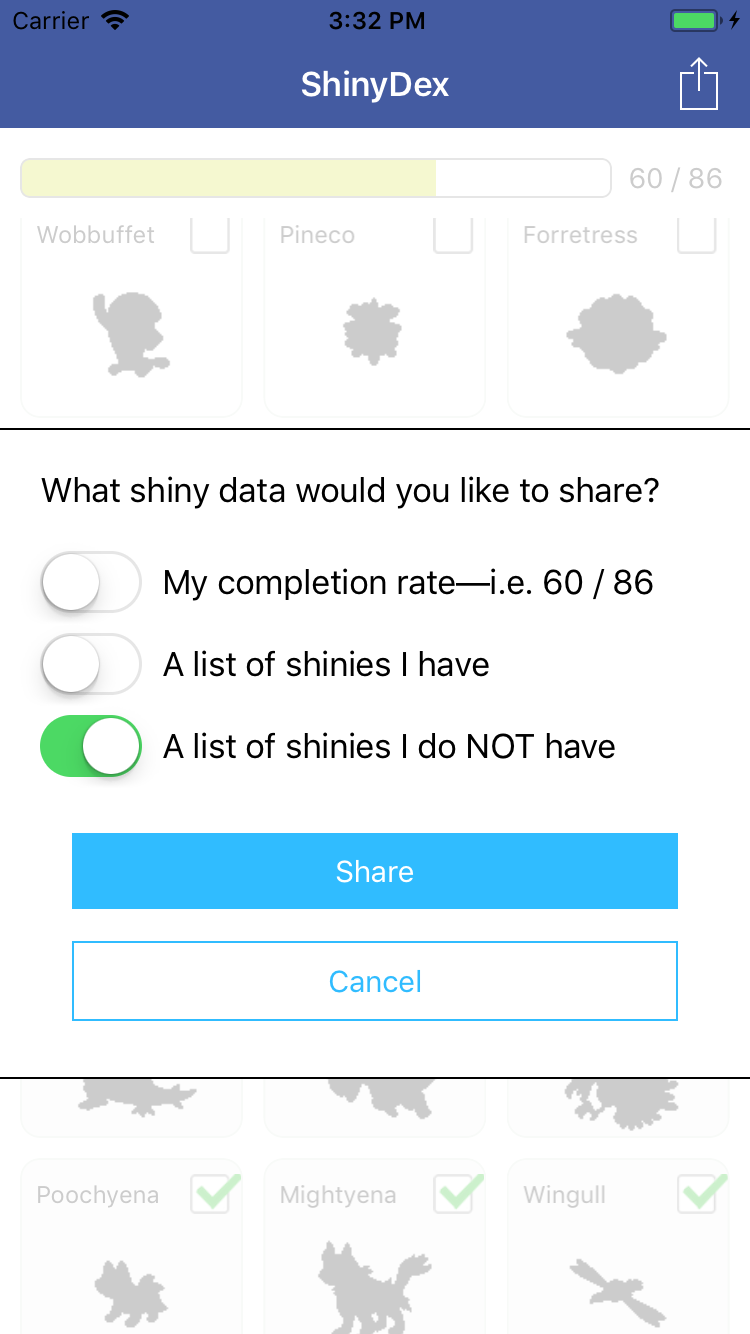 Carrier 3:32 PM
ShinyDex
60 / 86
Wobbuffet Pineco Forretress
What shiny data would you like to share?
My completion rate—i.e. 60 / 86
A list of shinies I have
A list of shinies I do NOT have
Share
Cancel
Poochyena Mightyena Wingull